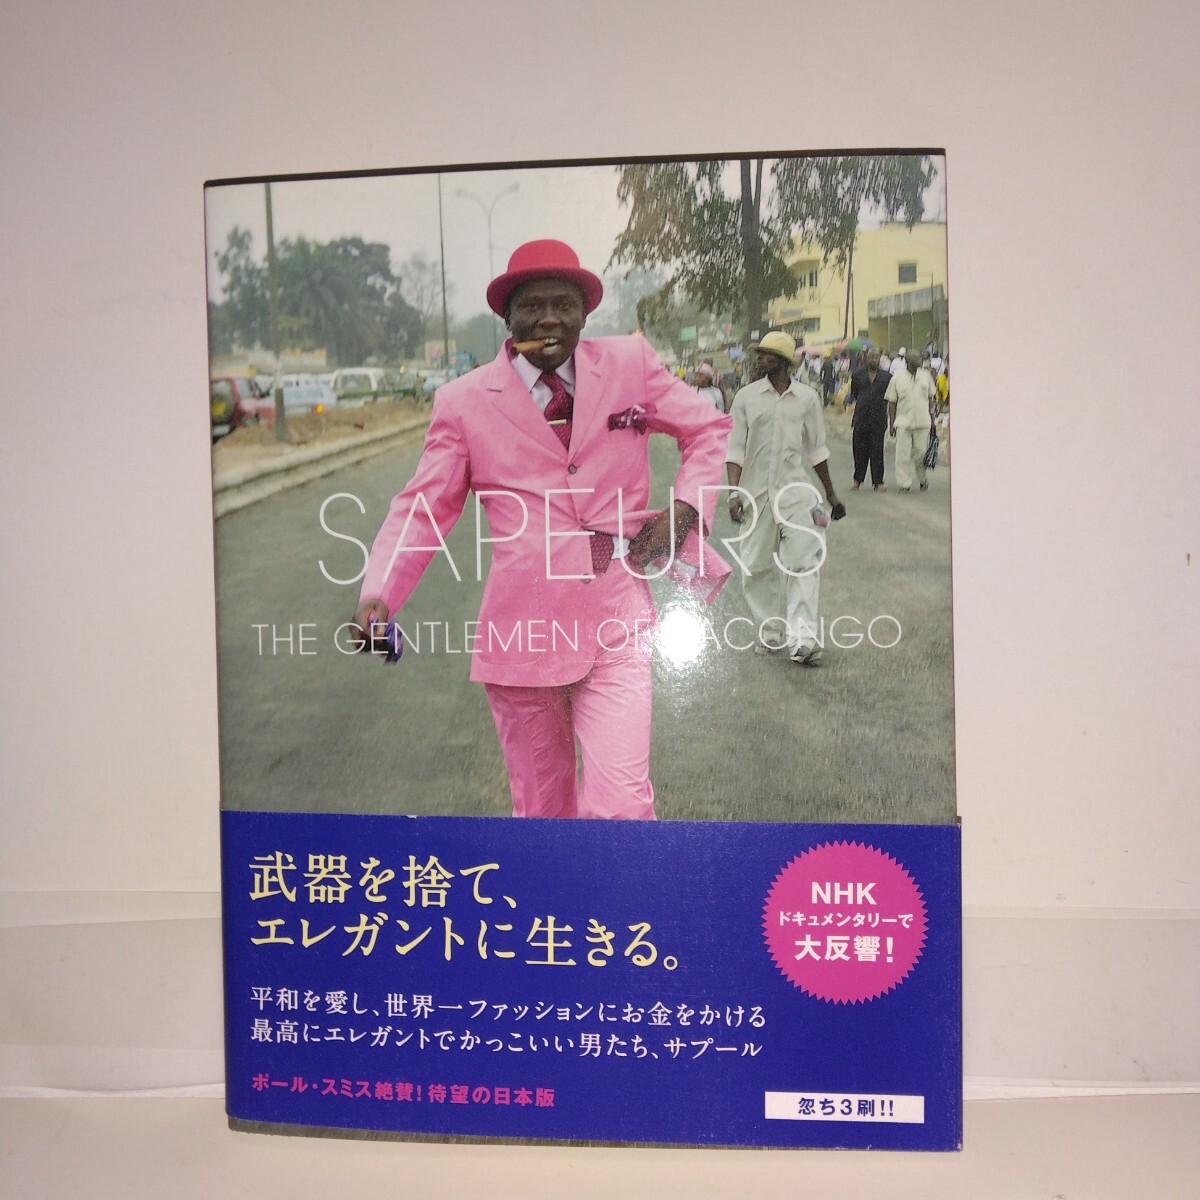 SAPEURS
THE GENTLEMEN OF BACONGO
武器を捨て、
エレガントに生きる。
NHK
ドキュメンタリーで
大反響!
平和を愛し、世界一ファッションにお金をかける
最高にエレガントでかっこいい男たち、サプール
ポール・スミス絶賛!待望の日本版
忽ち3刷!!